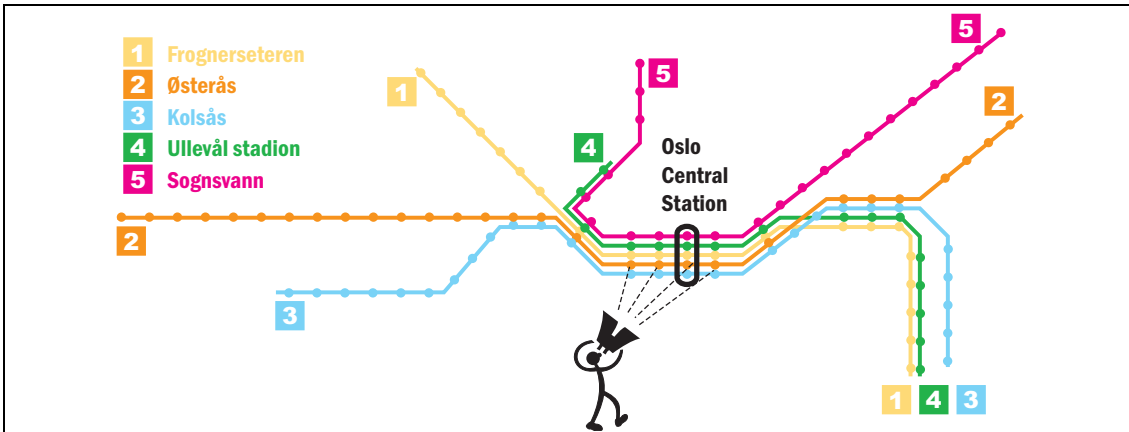 1 Frognerseteren
2 Østerås
3 Kolsås
4 Ullevål stadion
5 Sognsvann
1
5
4
Oslo
Central
Station
5
2
2
3
1 4 3